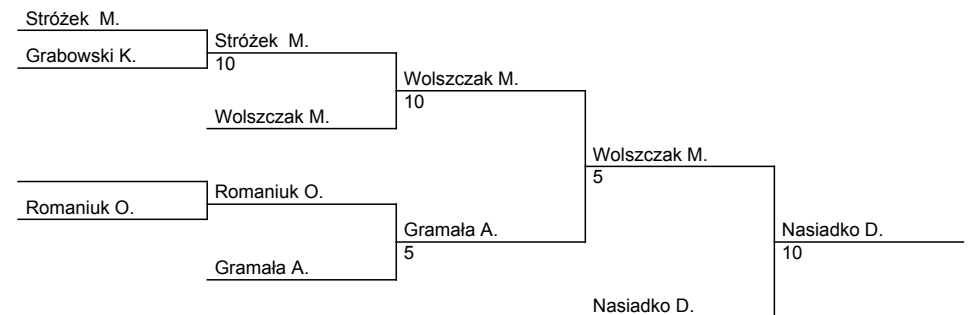 Stróżek  M.
Grabowski K.
Stróżek  M.
10
Wolszczak M.
Wolszczak M.
10
Romaniuk O.
Romaniuk O.
Gramała A.
Gramała A.
5
Wolszczak M.
5
Nasiadko D.
Nasiadko D.
10